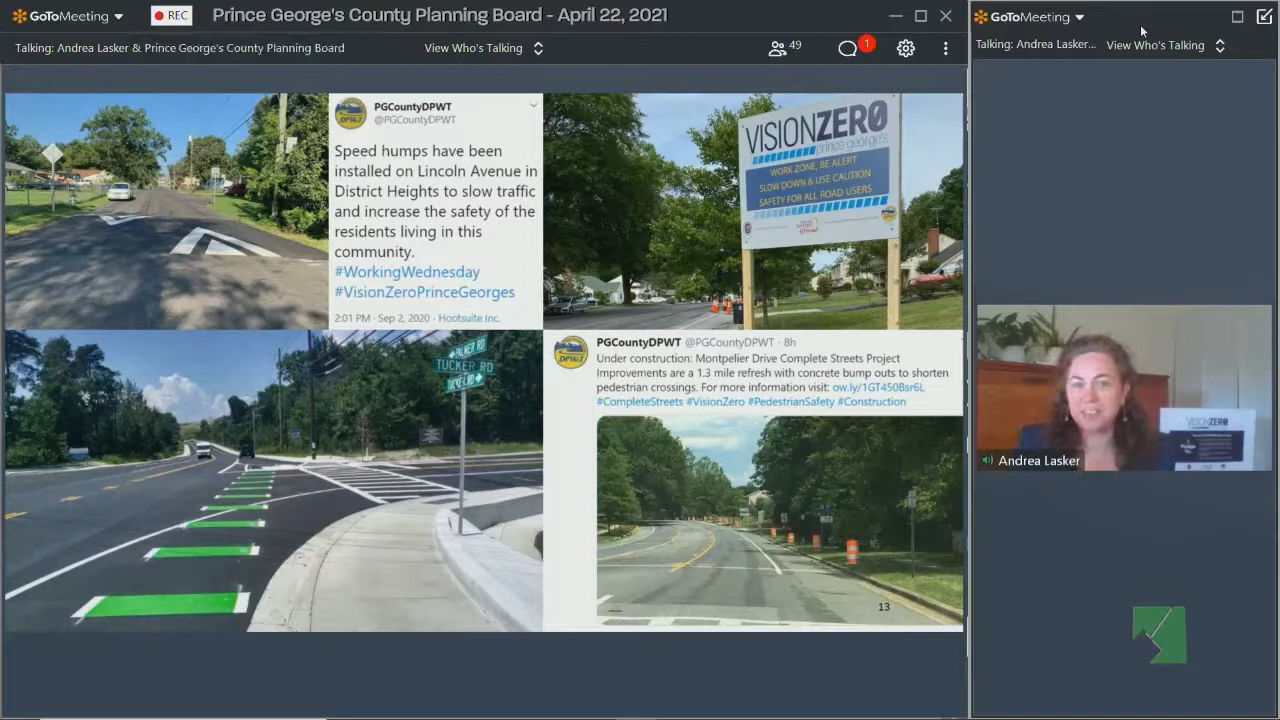 GoToMeeting
REC
Prince George's County Planning Board - April 22, 2021
Talking: Andrea Lasker & Prince George's County Planning Board
View Who's Talking
49
1
GoToMeeting
Talking: Andrea Lasker...
View Who's Talking
PGCountyDPWT
@PGCountyDPWT
Speed humps have been
installed on Lincoln Avenue in
District Heights to slow traffic
and increase the safety of the
residents living in this
community.
#WorkingWednesday
#VisionZeroPrinceGeorges
2:01 PM · Sep 2, 2020 · Hootsuite Inc.
VISIONZERO
prince george's
WORK ZONE, BE ALERT
SLOW DOWN & USE CAUTION
SAFETY FOR ALL ROAD USERS
PALMER RD
TUCKER RD
TUCKER RD
DPWT
PGCountyDPWT @PGCountyDPWT · 8h
Under construction: Montpelier Drive Complete Streets Project
Improvements are a 1.3 mile refresh with concrete bump outs to shorten
pedestrian crossings. For more information visit: ow.ly/1GT450Bsr6L
#CompleteStreets #VisionZero #PedestrianSafety #Construction
13
VISIONZERO
Andrea Lasker